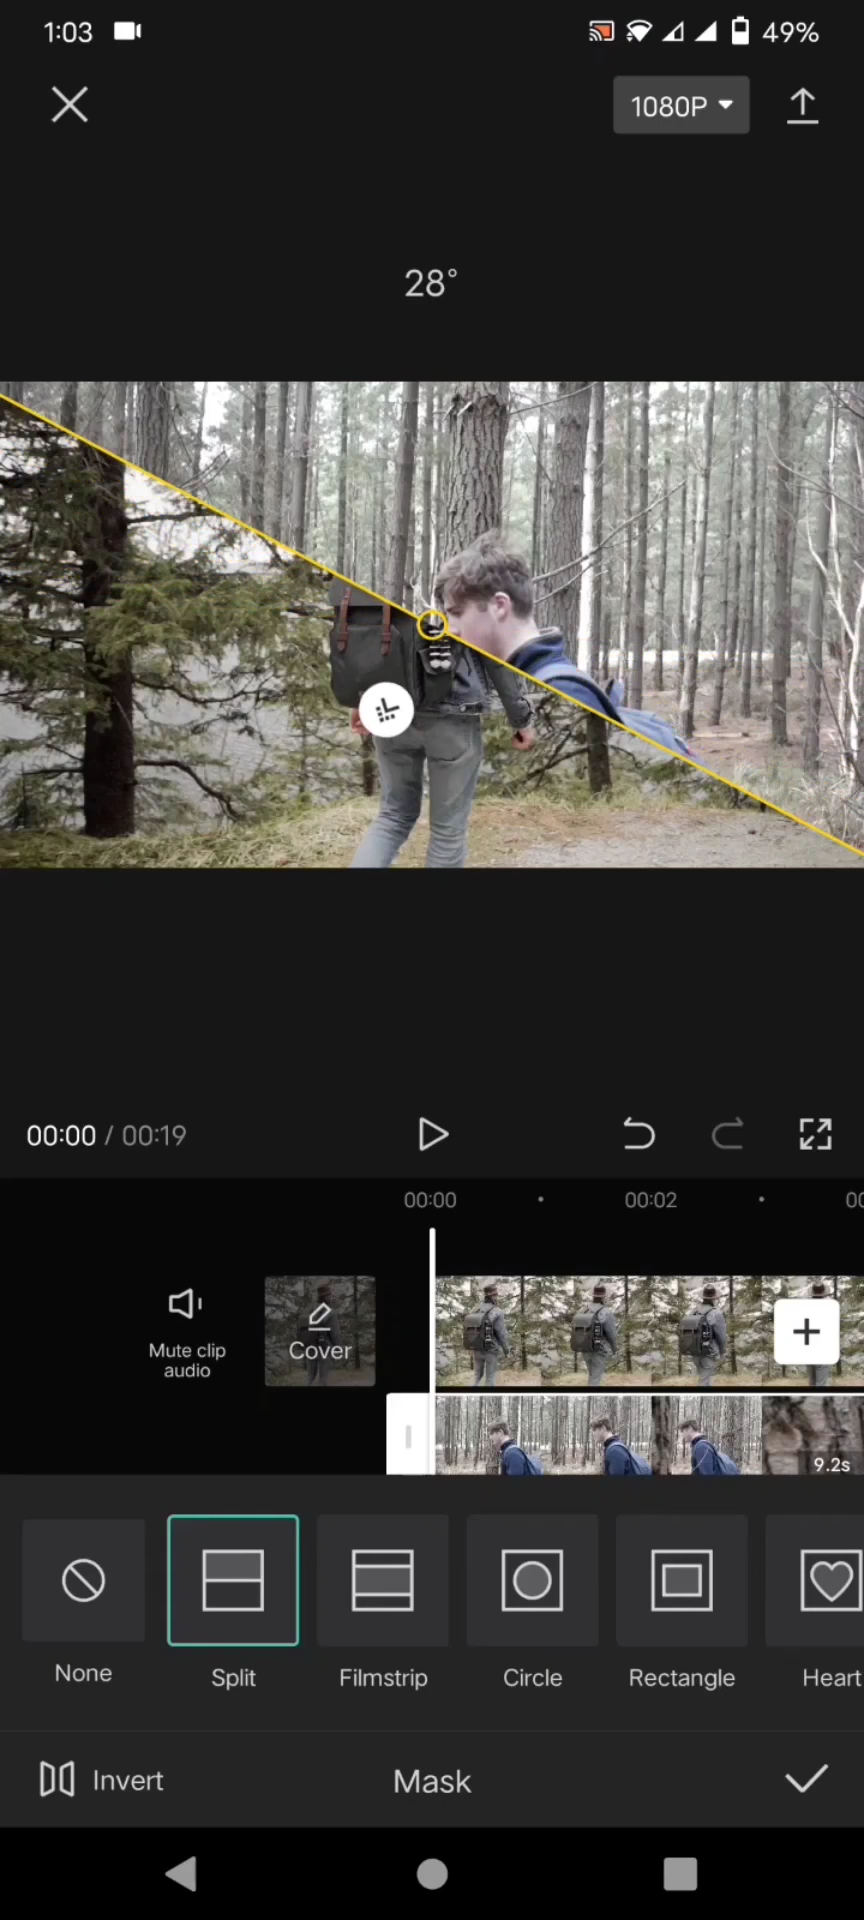 1:03
49%
1080P
28°
00:00 / 00:19
00:00
00:02
00
Mute clip
audio
Cover
9.2s
None
Split
Filmstrip
Circle
Rectangle
Heart
Invert
Mask